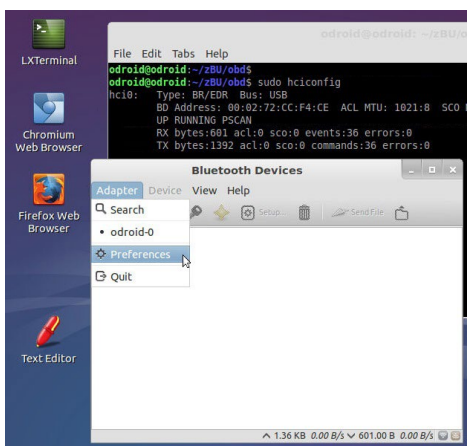 LXTerminal
Chromium
Web Browser
Firefox Web
Browser
Text Editor
odroid@odroid: ~/zBU/o
File Edit Tabs Help
odroid@odroid:~/zBU/obd$
odroid@odroid:~/zBU/obd$ sudo hciconfig
hci0: Type: BR/EDR Bus: USB
BD Address: 00:02:72:CC:F4:CE ACL MTU: 1021:8 SCO
UP RUNNING PSCAN
RX bytes:601 acl:0 sco:0 events:36 errors:0
TX bytes:1392 acl:0 sco:0 commands:36 errors:0
Bluetooth Devices
Adapter Device View Help
Search
• odroid-0
Preferences
Quit
Setup...
Send File
1.36 KB 0.00 B/s 601.00 B 0.00 B/s